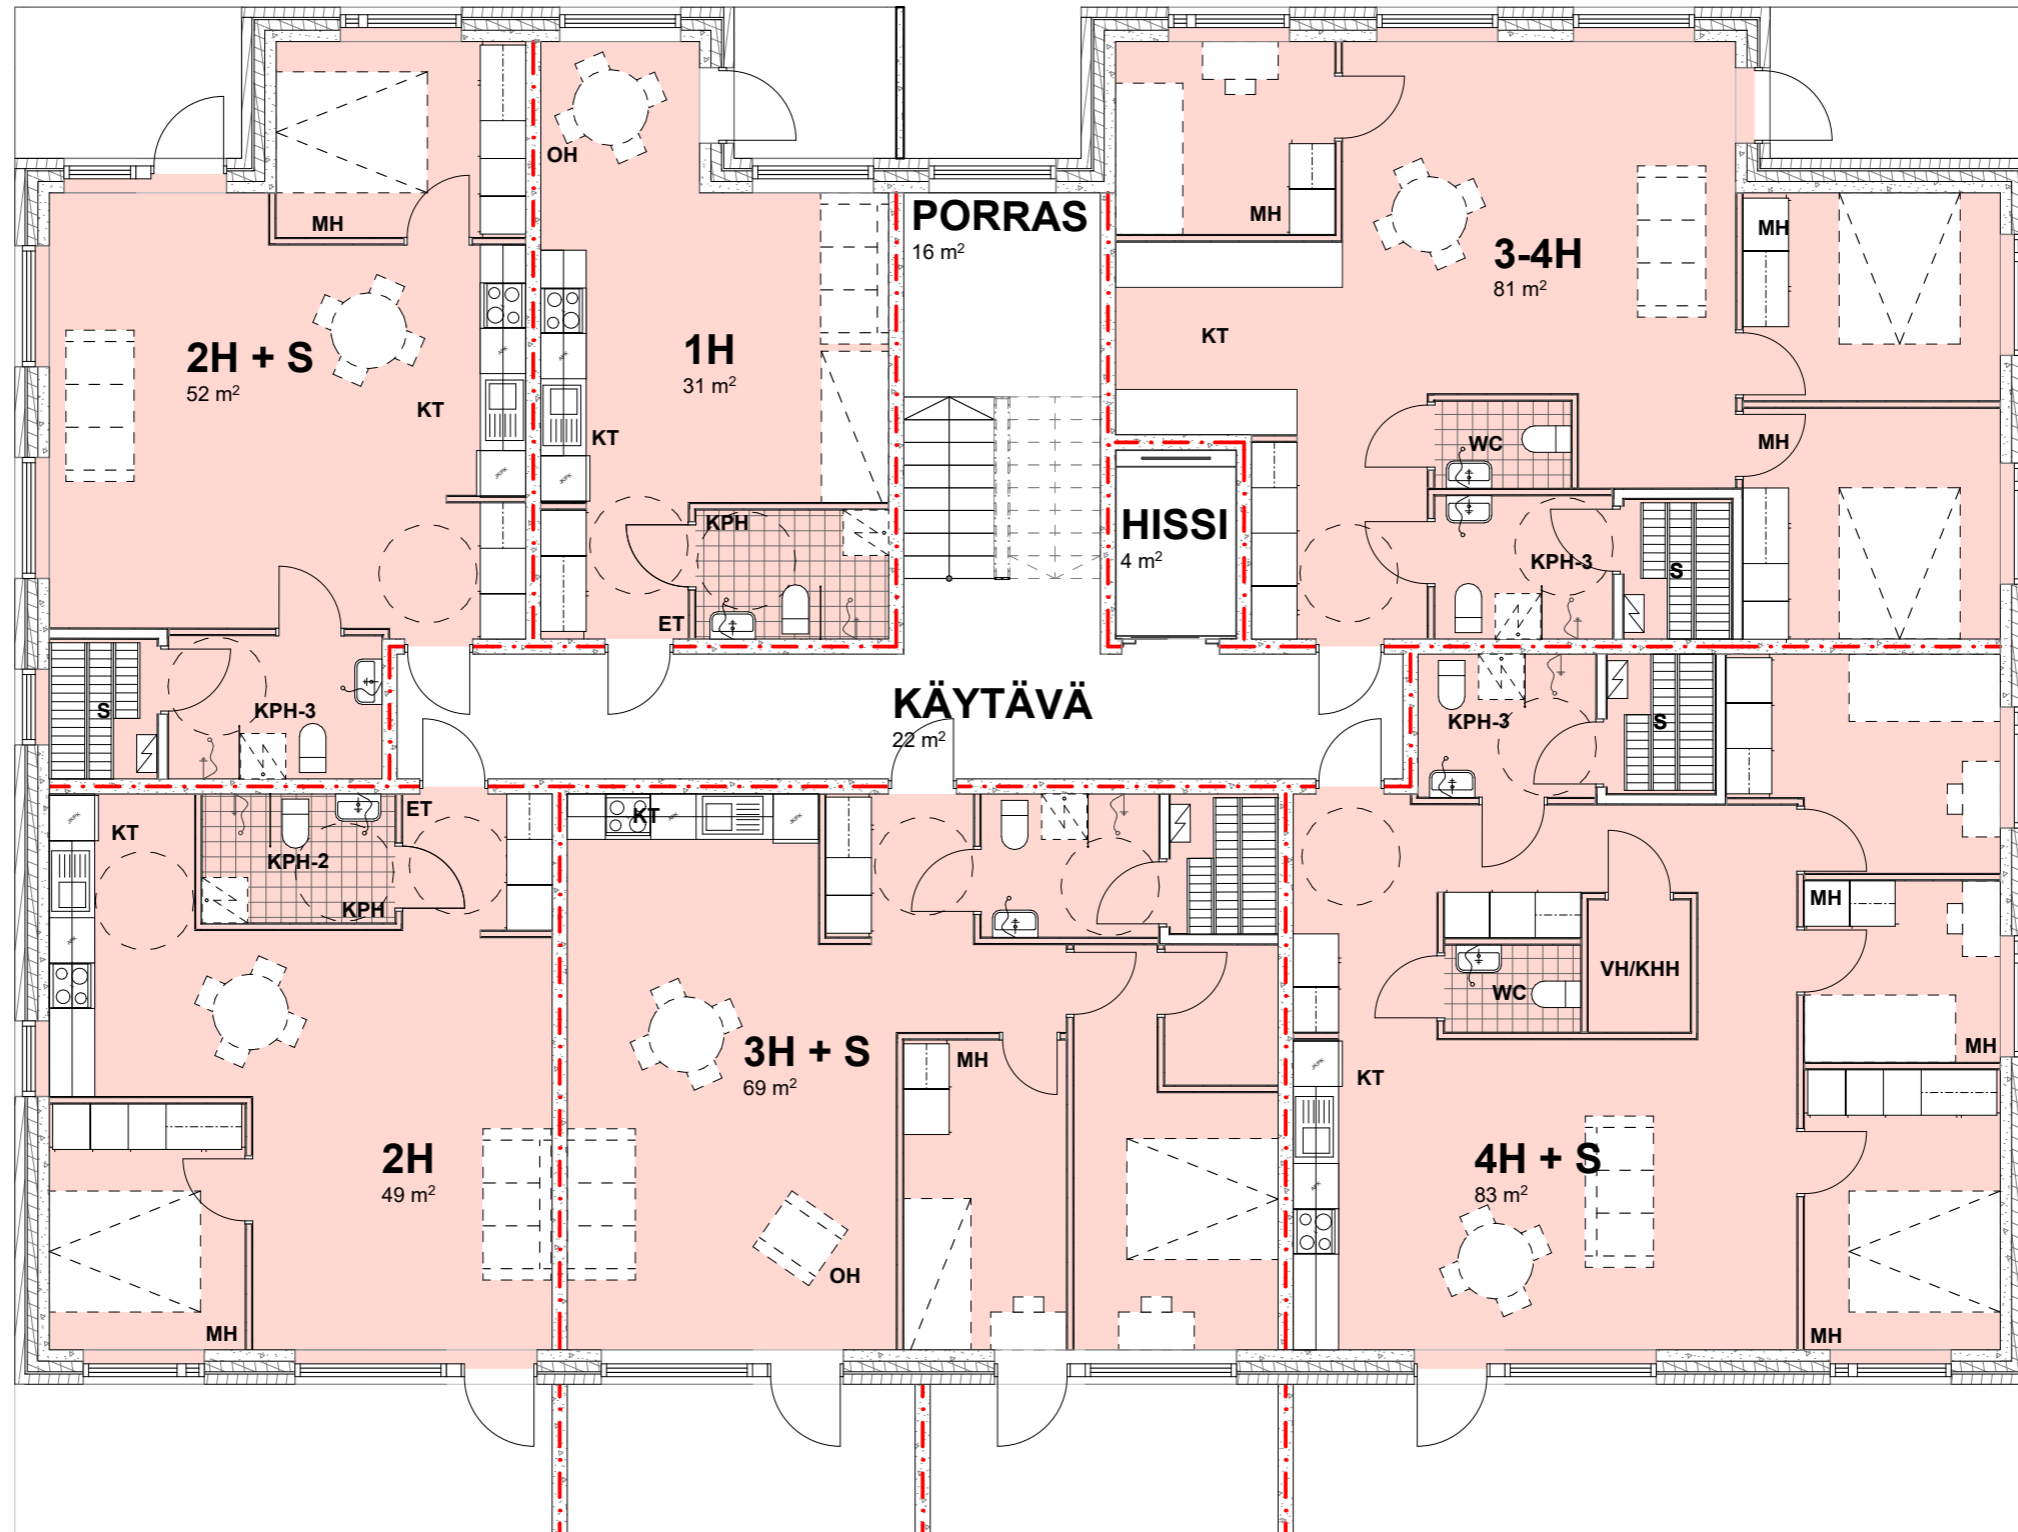 OH
MH
PORRAS
16 m²
MH
MH
3-4H
81 m²
2H + S
52 m²
1H
31 m²
KT
KT
KT
MH
WC
HISSI
4 m²
KPH
KPH-3
S
ET
S
KPH-3
KÄYTÄVÄ
22 m²
KPH-3
S
KT
ET
KT
KPH-2
KPH
MH
VH/KHH
WC
3H + S
69 m²
MH
MH
KT
2H
49 m²
4H + S
83 m²
OH
MH
MH